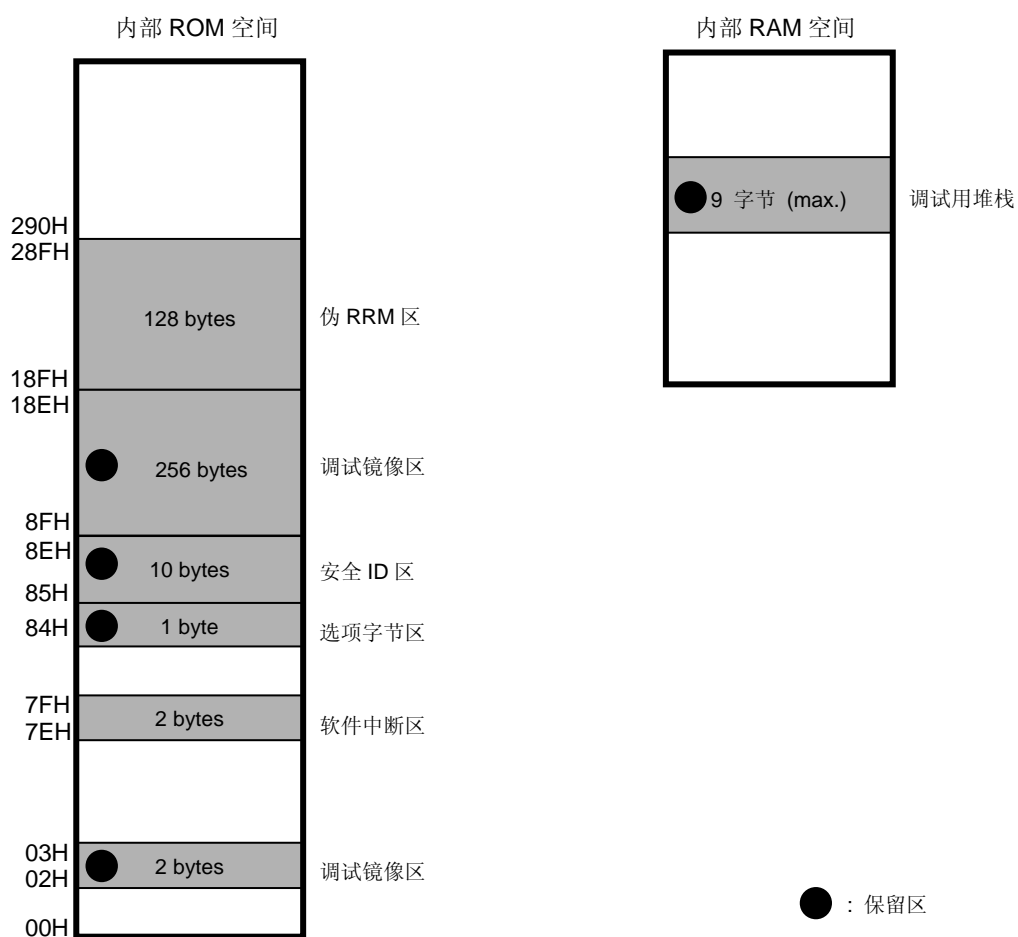 内部 ROM 空间
290H
28FH
128 bytes
伪 RRM 区
18FH
18EH
256 bytes
调试镜像区
8FH
8EH
10 bytes
安全 ID 区
85H
84H
1 byte
选项字节区
7FH
7EH
2 bytes
软件中断区
03H
02H
2 bytes
调试镜像区
00H
内部 RAM 空间
9 字节 (max.)
调试用堆栈
: 保留区